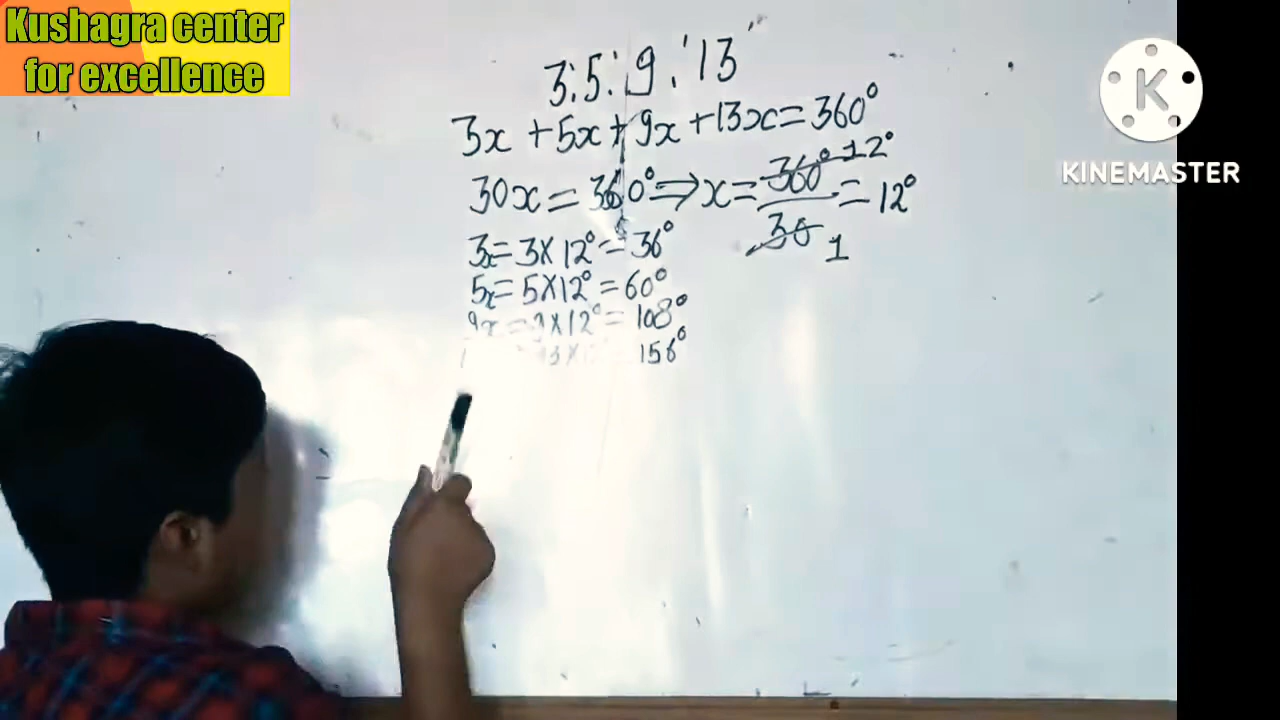 Kushagra center
for excellence
3:5:9:13
3x + 5x + 9x + 13x = 360°
30x = 360° ⇒ x = 360° 12° / 30 1 = 12°
3x = 3 × 12° = 36°
5x = 5 × 12° = 60°
9x = 9 × 12° = 108°
13 × 12 156°
KINEMASTER